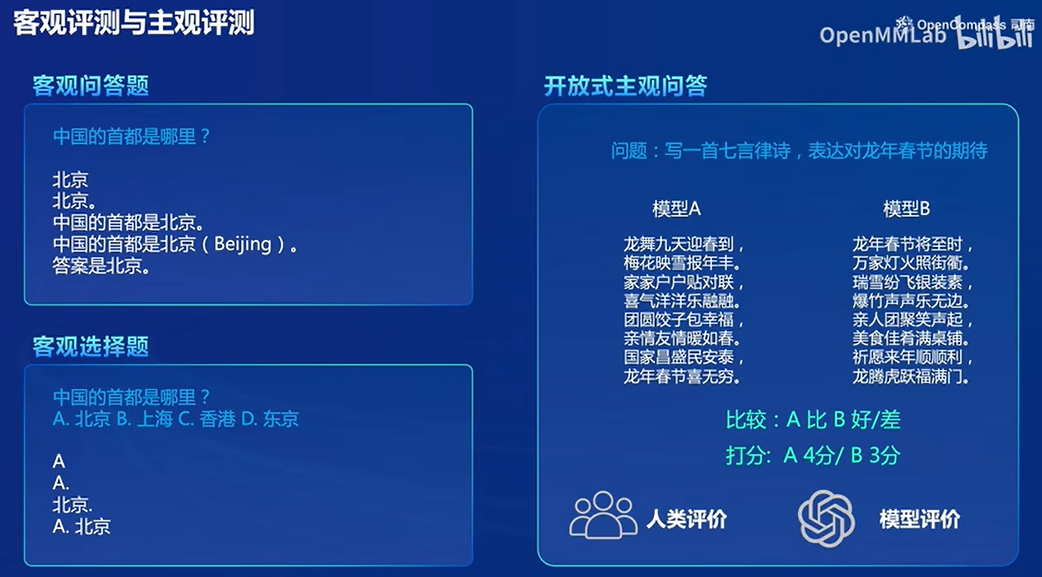 客观评测与主观评测
OpenCompass 司南
OpenMMLab bilibili
客观问答题
中国的首都是哪里？
北京
北京。
中国的首都是北京。
中国的首都是北京（Beijing）。
答案是北京。
客观选择题
中国的首都是哪里？
A. 北京 B. 上海 C. 香港 D. 东京
A
A.
北京.
A. 北京
开放式主观问答
问题：写一首七言律诗，表达对龙年春节的期待
模型A
龙舞九天迎春到，
梅花映雪报年丰。
家家户户贴对联，
喜气洋洋乐融融。
团圆饺子包幸福，
亲情友情暖如春。
国家昌盛民安泰，
龙年春节喜无穷。
模型B
龙年春节将至时，
万家灯火照街衢。
瑞雪纷飞银装素，
爆竹声声乐无边。
亲人团聚笑声起，
美食佳肴满桌铺。
祈愿来年顺顺利，
龙腾虎跃福满门。
比较：A 比 B 好/差
打分: A 4分/ B 3分
人类评价
模型评价